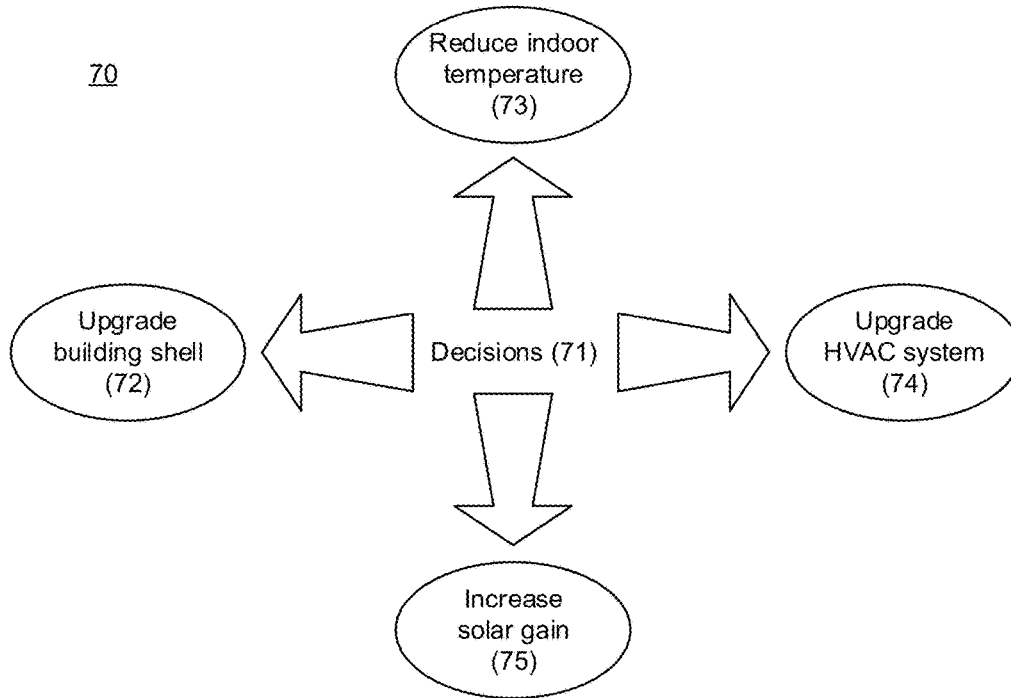 70
Reduce indoor
temperature
(73)
Upgrade
building shell
(72)
Decisions (71)
Upgrade
HVAC system
(74)
Increase
solar gain
(75)